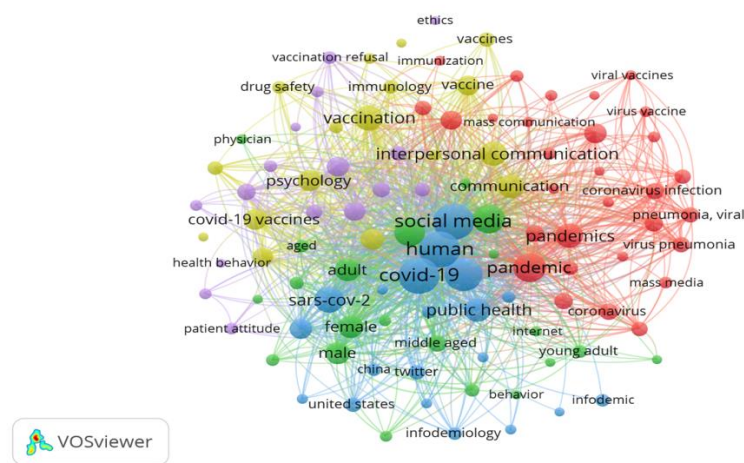 ethics
vaccines
vaccination refusal
immunization
viral vaccines
drug safety
immunology
vaccine
virus vaccine
vaccination
mass communication
physician
interpersonal communication
psychology
communication
coronavirus infection
covid-19 vaccines
social media
pneumonia, viral
pandemics
aged
human
virus pneumonia
health behavior
adult
covid-19
pandemic
mass media
sars-cov-2
public health
coronavirus
patient attitude
female
internet
male
middle aged
young adult
china
twitter
united states
behavior
infodemic
infodemiology
VOSviewer